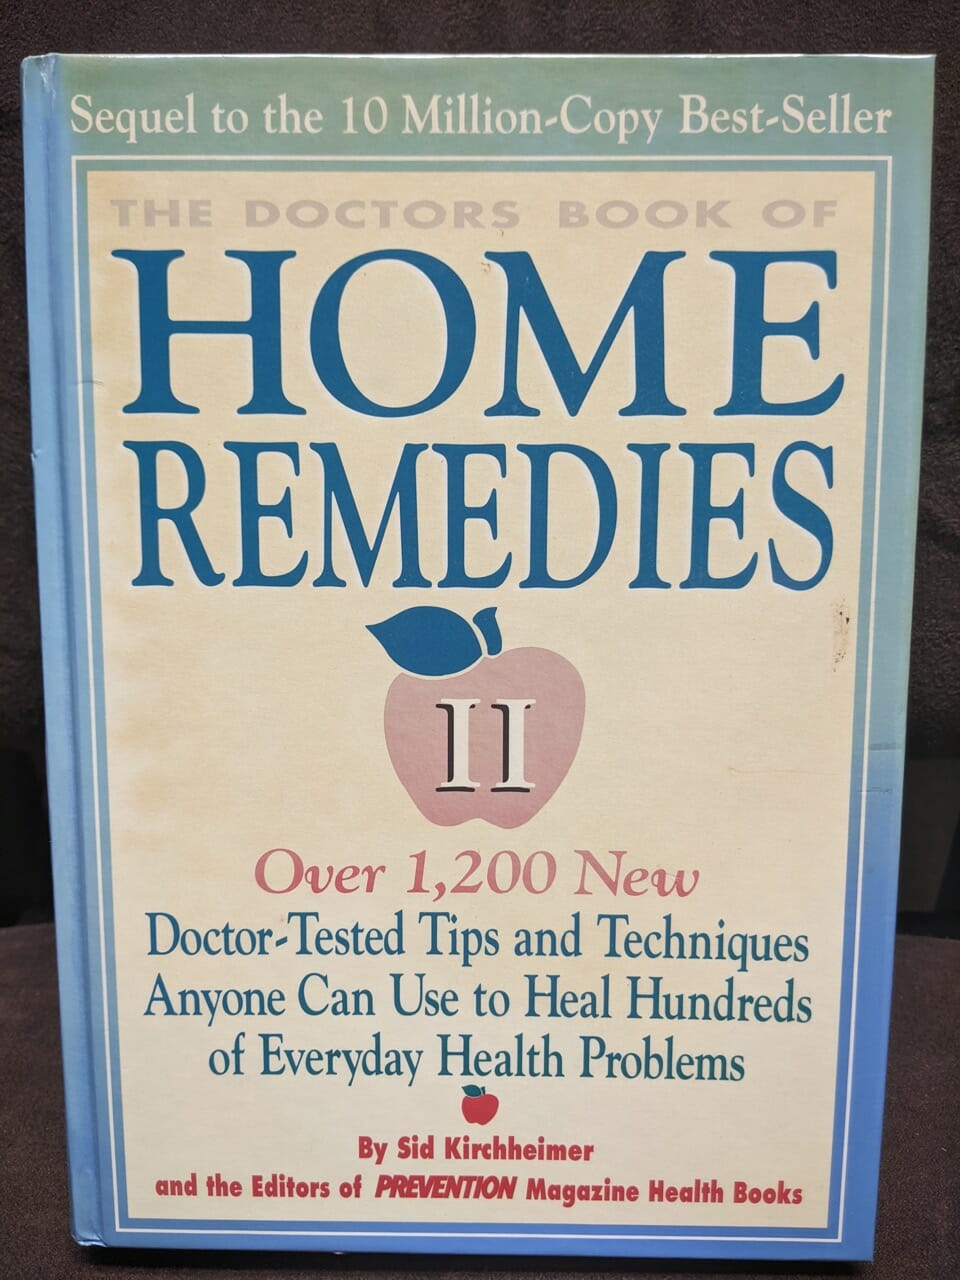 Sequel to the 10 Million-Copy Best-Seller
THE DOCTORS BOOK OF
HOME
REMEDIES
II
Over 1,200 New
Doctor-Tested Tips and Techniques
Anyone Can Use to Heal Hundreds
of Everyday Health Problems
By Sid Kirchheimer
and the Editors of PREVENTION Magazine Health Books